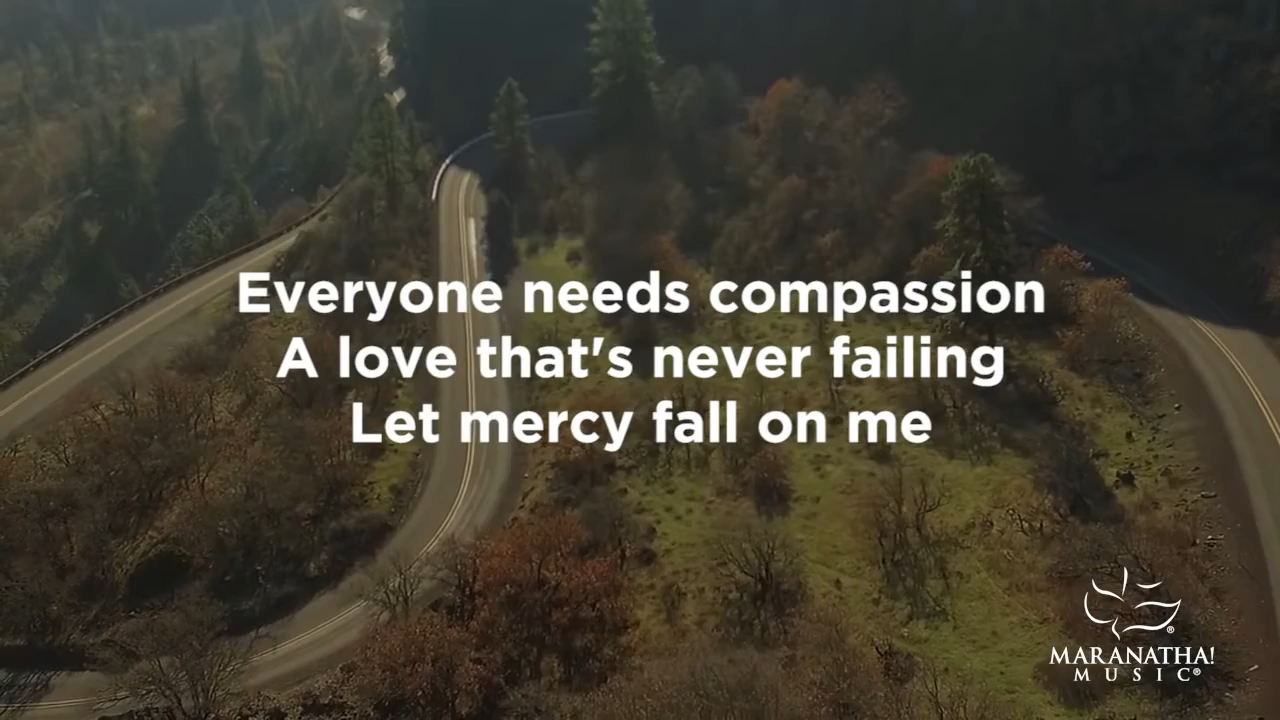 Everyone needs compassion
A love that's never failing
Let mercy fall on me
®
MARANATHA!
MUSIC®